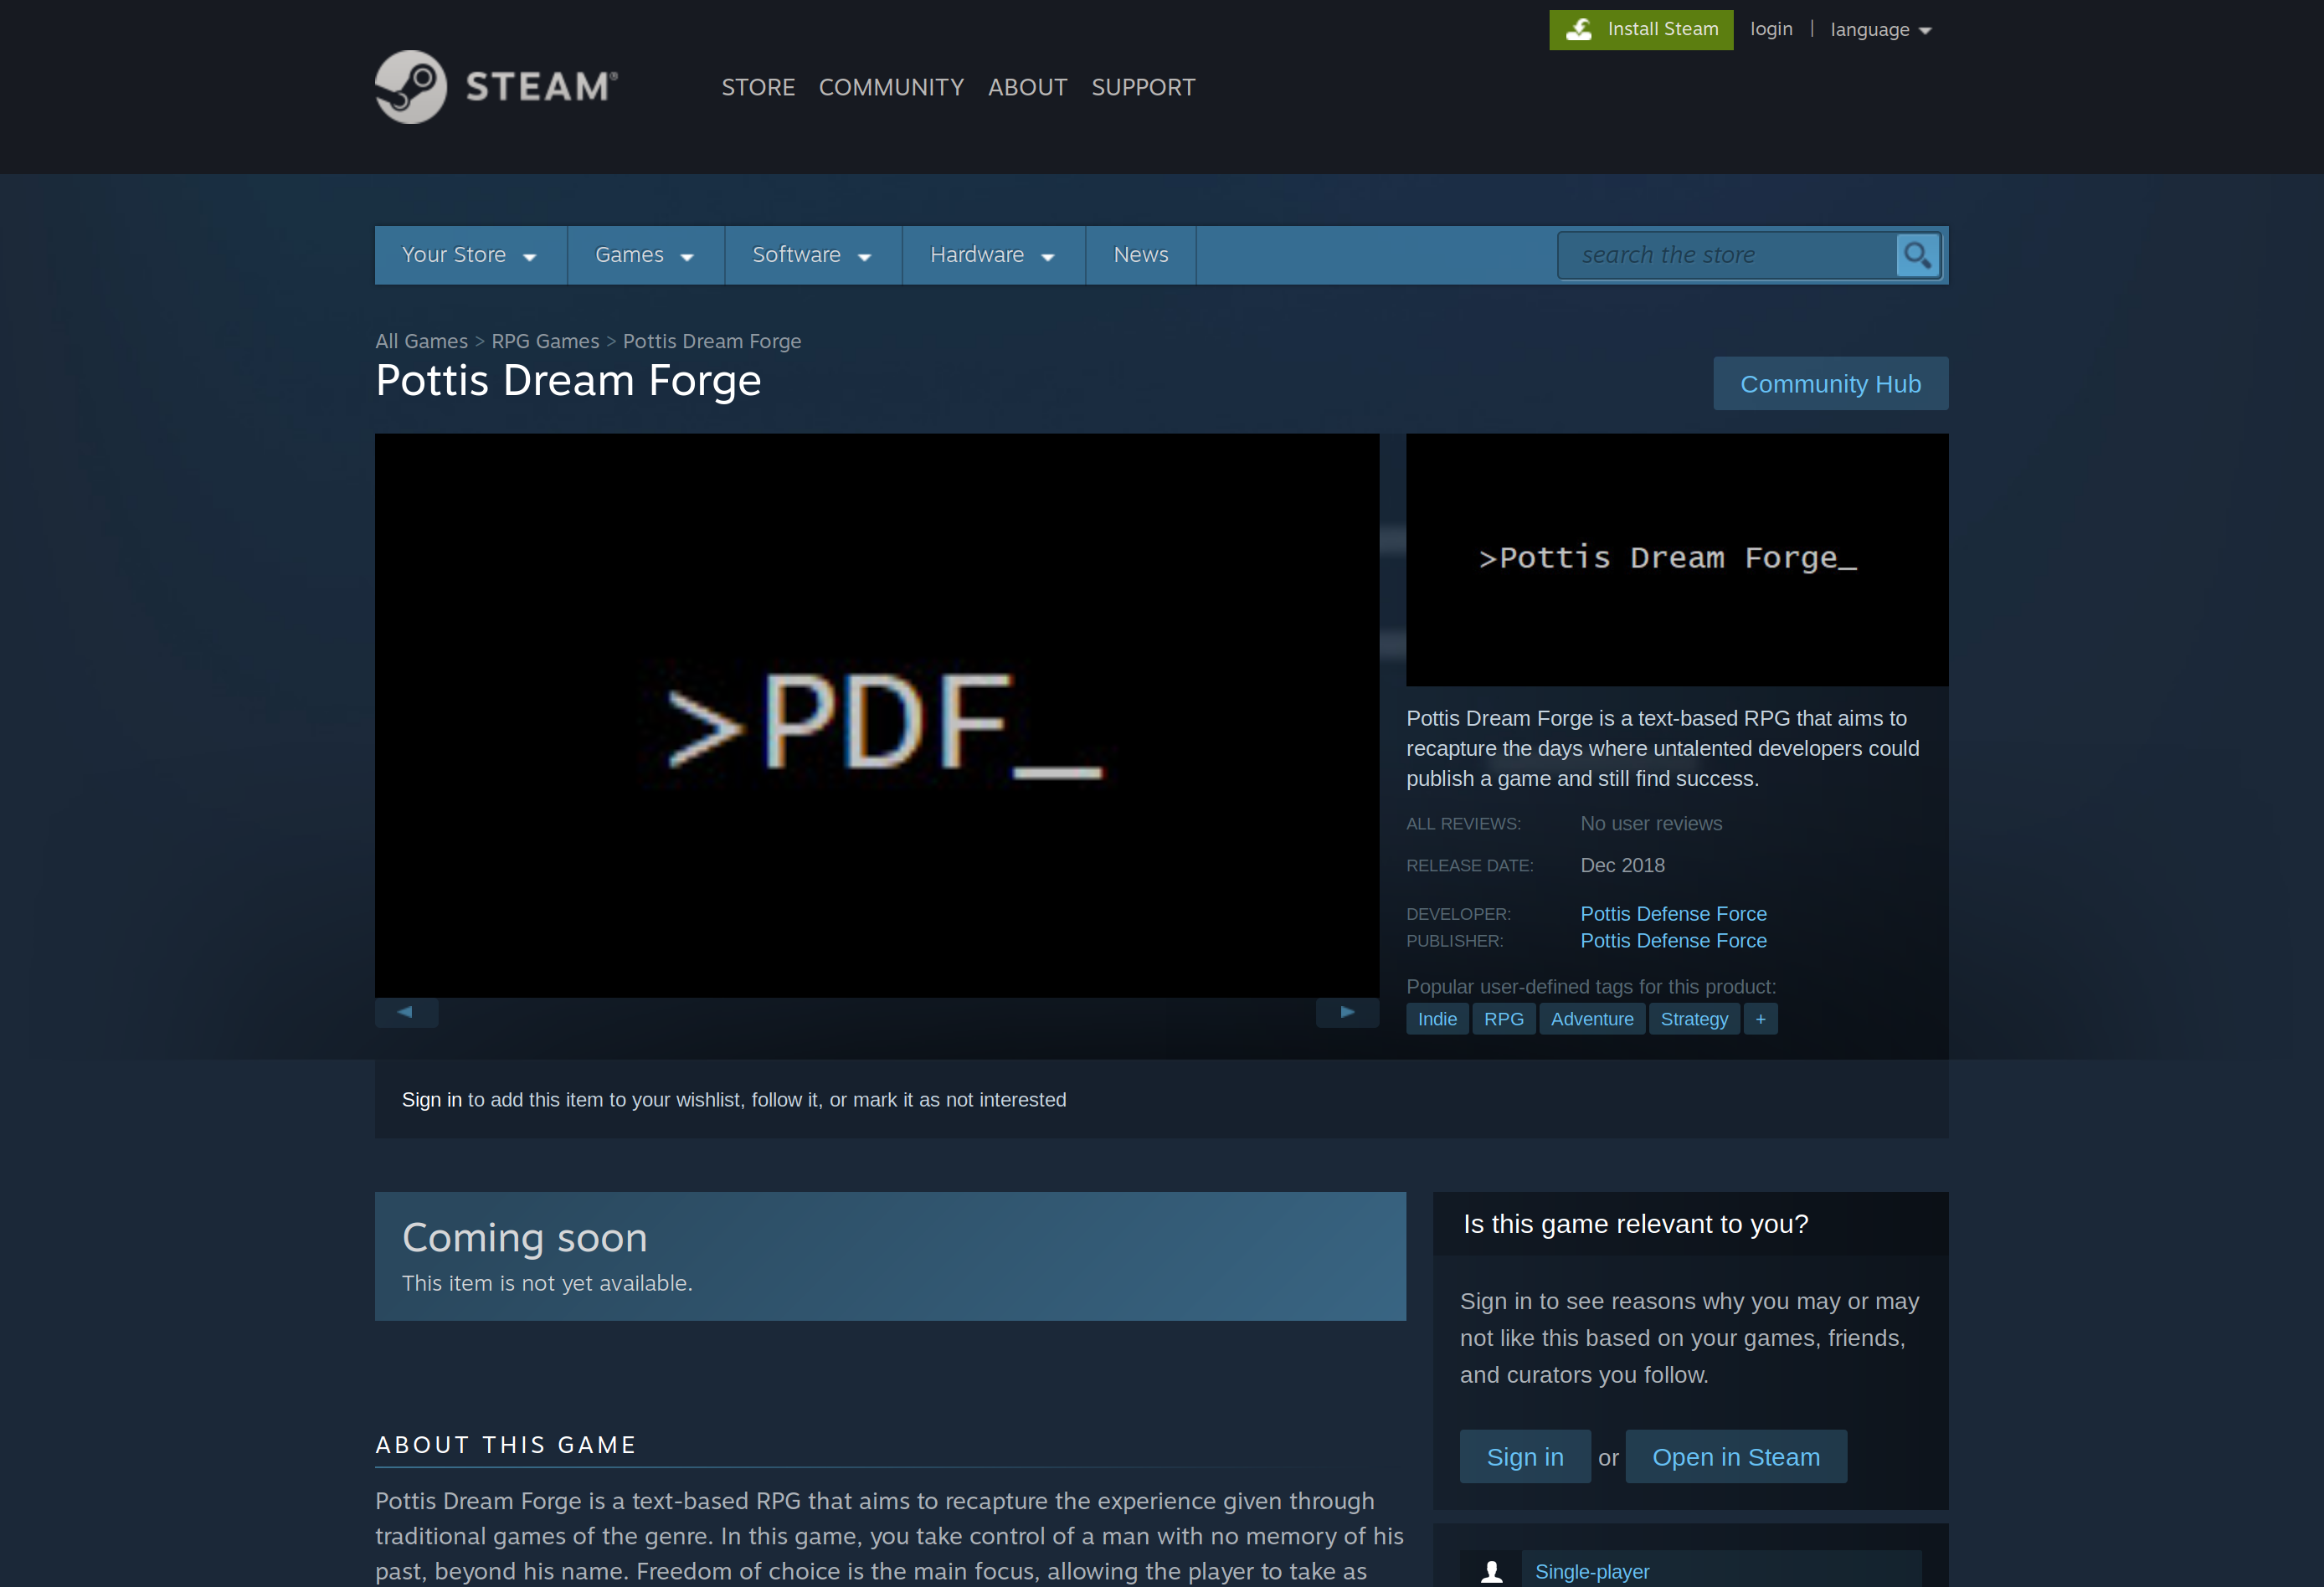 Install Steam login | language
STEAM®
STORE COMMUNITY ABOUT SUPPORT
Your Store Games Software Hardware News
search the store
All Games > RPG Games > Pottis Dream Forge
Pottis Dream Forge
Community Hub
>PDF_
>Pottis Dream Forge_
Pottis Dream Forge is a text-based RPG that aims to
recapture the days where untalented developers could
publish a game and still find success.
ALL REVIEWS: No user reviews
RELEASE DATE: Dec 2018
DEVELOPER: Pottis Defense Force
PUBLISHER: Pottis Defense Force
Popular user-defined tags for this product:
Indie RPG Adventure Strategy +
Sign in to add this item to your wishlist, follow it, or mark it as not interested
Coming soon
This item is not yet available.
Is this game relevant to you?
Sign in to see reasons why you may or may
not like this based on your games, friends,
and curators you follow.
Sign in or Open in Steam
ABOUT THIS GAME
Pottis Dream Forge is a text-based RPG that aims to recapture the experience given through
traditional games of the genre. In this game, you take control of a man with no memory of his
past, beyond his name. Freedom of choice is the main focus, allowing the player to take as
Single-player